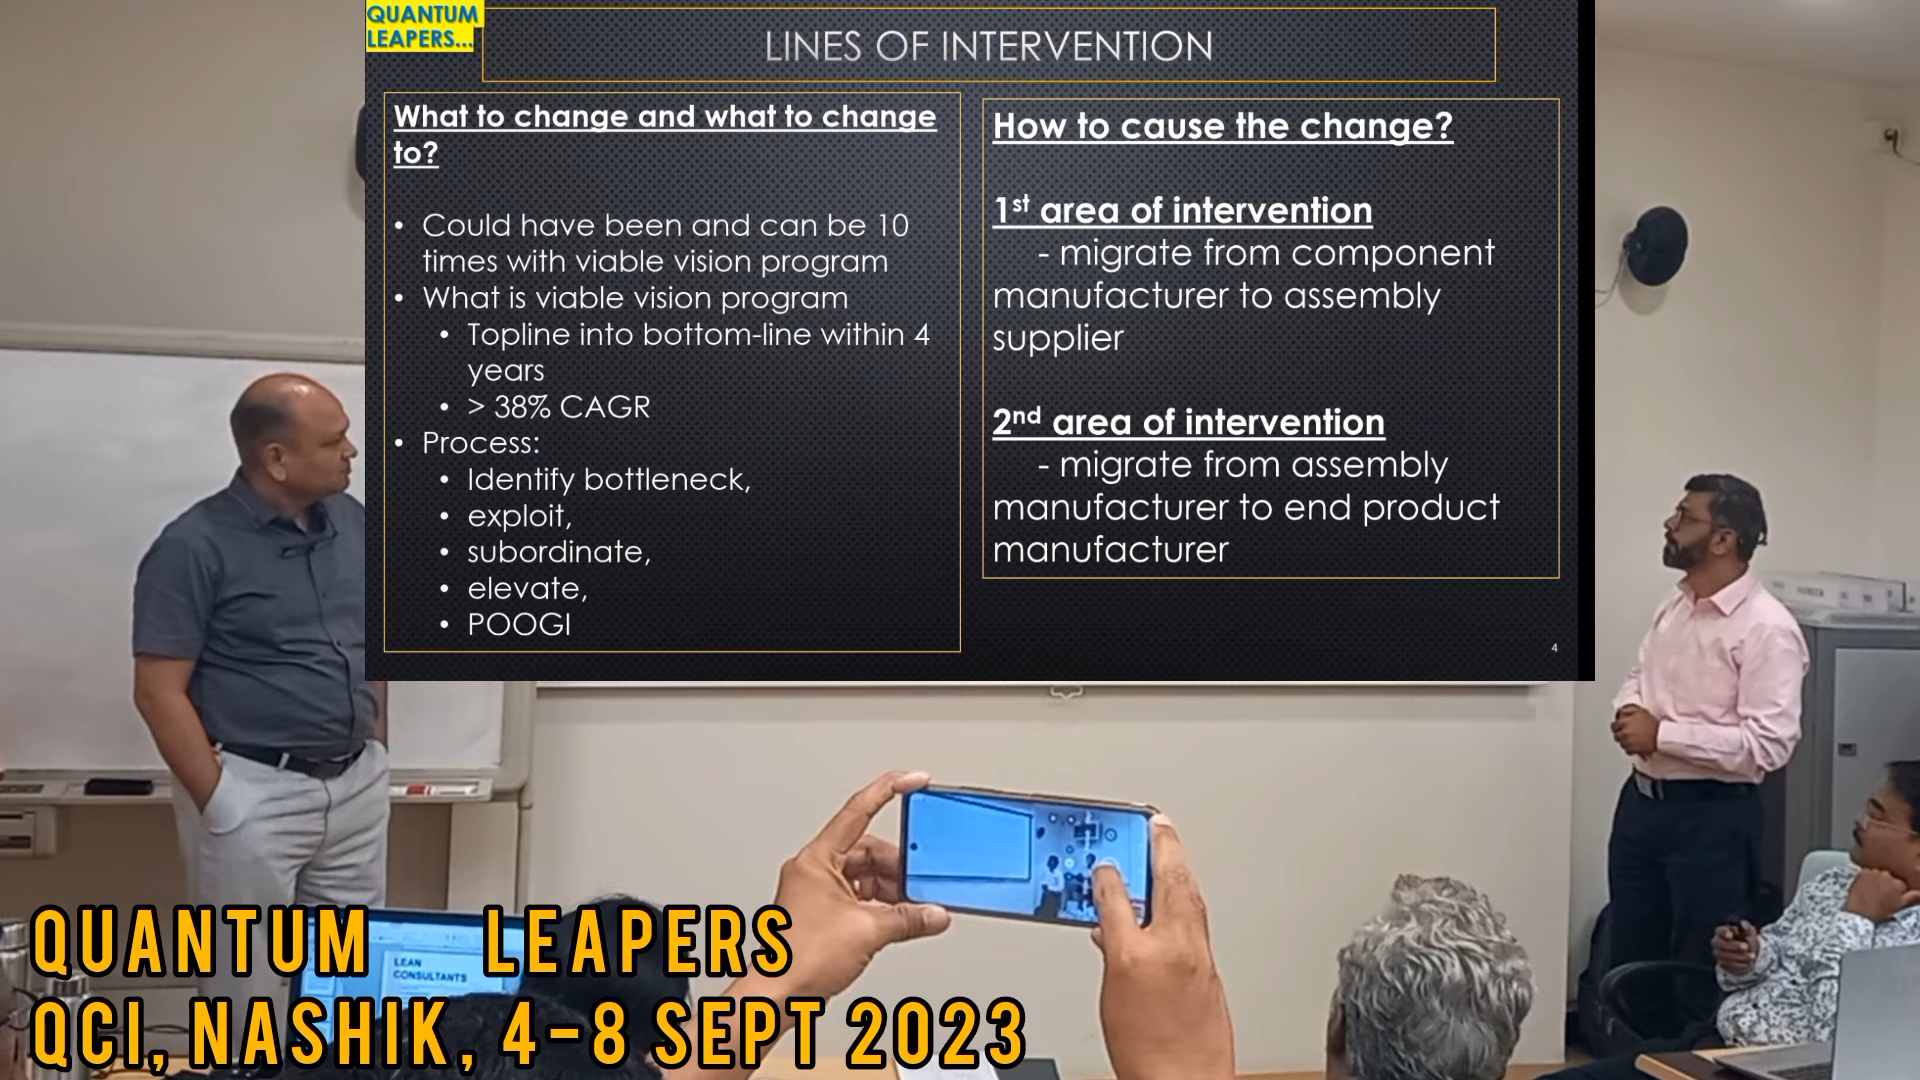 QUANTUM
LEAPERS...
LINES OF INTERVENTION
What to change and what to change
to?
• Could have been and can be 10
times with viable vision program
• What is viable vision program
• Topline into bottom-line within 4
years
• > 38% CAGR
• Process:
• Identify bottleneck,
• exploit,
• subordinate,
• elevate,
• POOGI
How to cause the change?
1st area of intervention
- migrate from component
manufacturer to assembly
supplier
2nd area of intervention
- migrate from assembly
manufacturer to end product
manufacturer
4
LEAN
CONSULTANTS
QUANTUM LEAPERS
QCI, NASHIK, 4-8 SEPT 2023